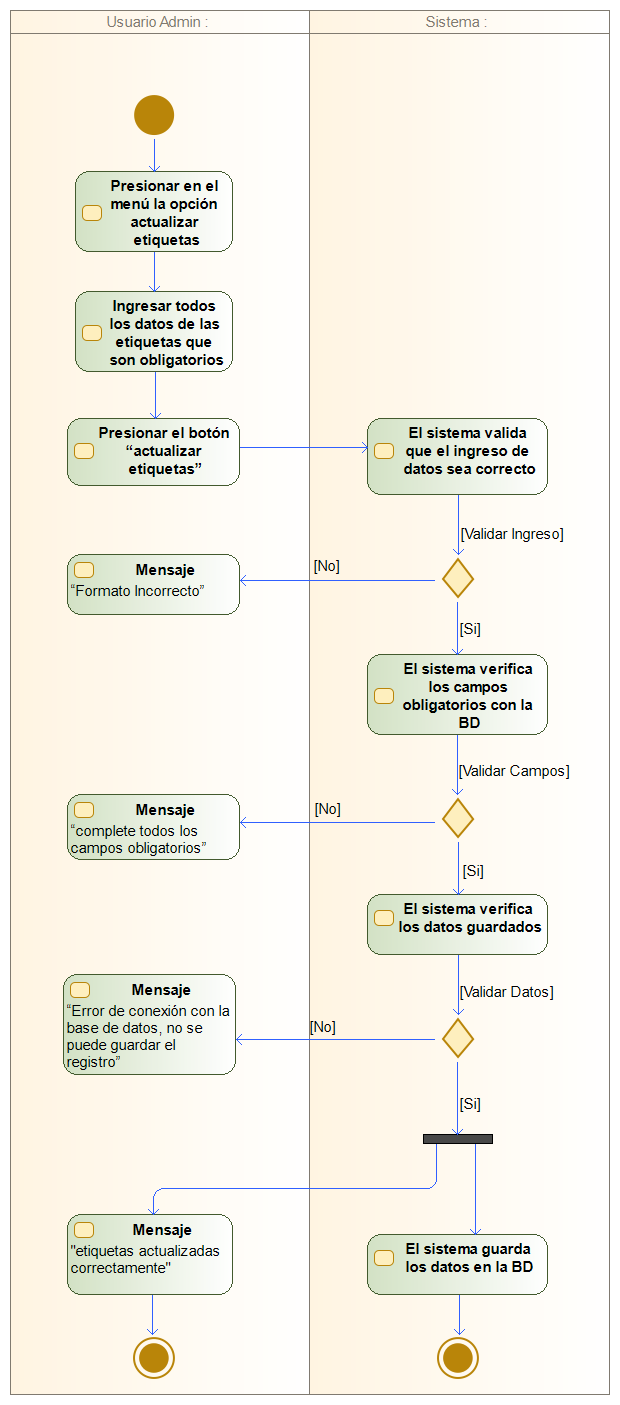 Usuario Admin :
Sistema :
Presionar en el
menú la opción
actualizar
etiquetas
Ingresar todos
los datos de las
etiquetas que
son obligatorios
Presionar el botón
“actualizar
etiquetas”
El sistema valida
que el ingreso de
datos sea correcto
[Validar Ingreso]
[No]
Mensaje
“Formato Incorrecto”
[Si]
El sistema verifica
los campos
obligatorios con la
BD
[Validar Campos]
[No]
Mensaje
“complete todos los
campos obligatorios”
[Si]
El sistema verifica
los datos guardados
[Validar Datos]
[No]
Mensaje
“Error de conexión con la
base de datos, no se
puede guardar el
registro”
[Si]
Mensaje
"etiquetas actualizadas
correctamente"
El sistema guarda
los datos en la BD